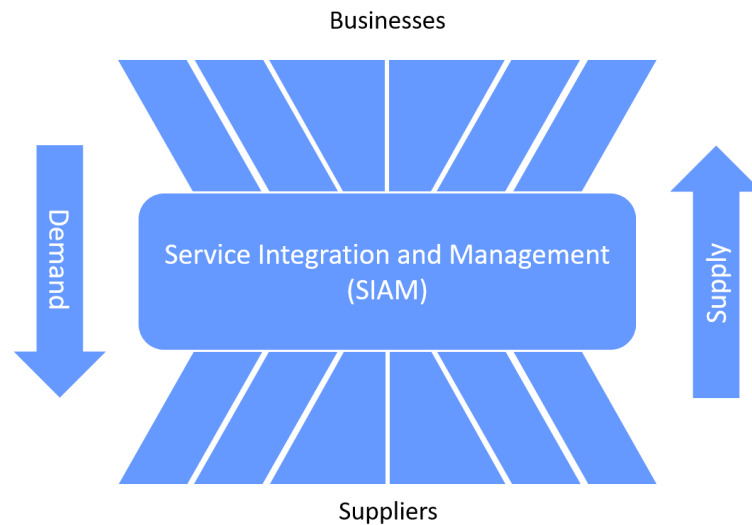 Businesses
Demand
Service Integration and Management
(SIAM)
Supply
Suppliers